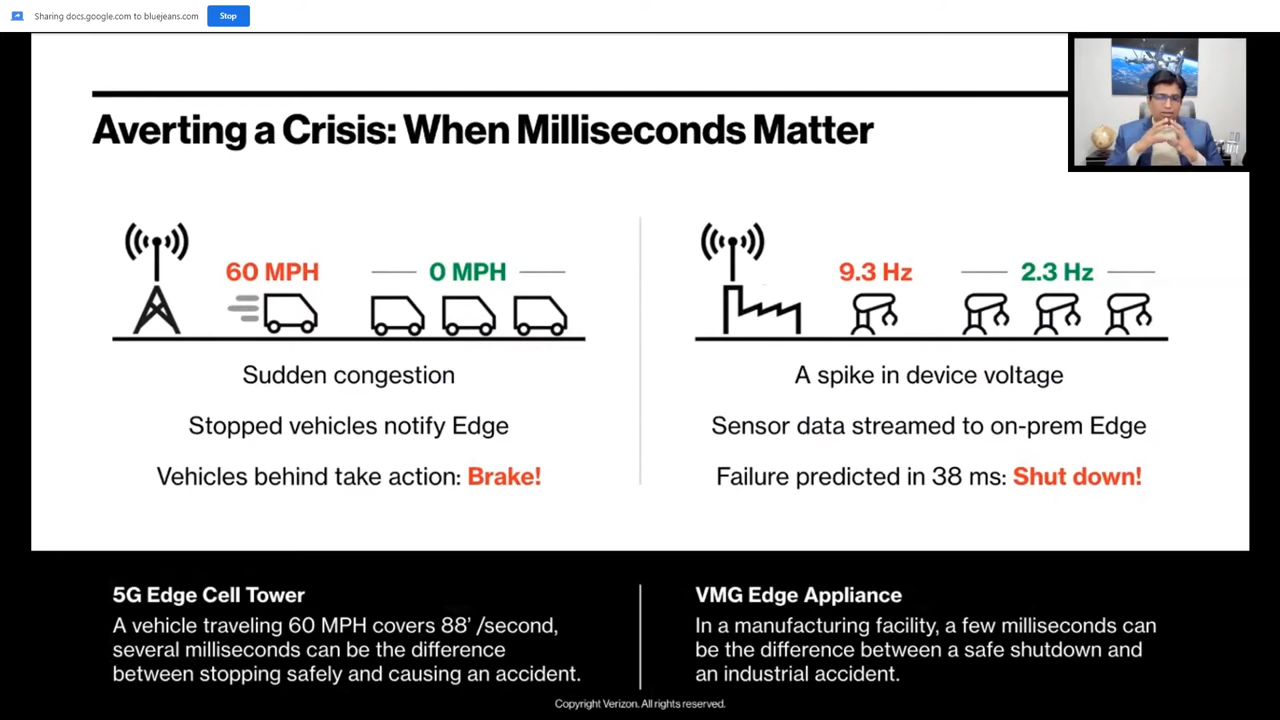 Sharing docs.google.com to bluejeans.com
Stop
Averting a Crisis: When Milliseconds Matter
60 MPH
0 MPH
Sudden congestion
Stopped vehicles notify Edge
Vehicles behind take action: Brake!
9.3 Hz
2.3 Hz
A spike in device voltage
Sensor data streamed to on-prem Edge
Failure predicted in 38 ms: Shut down!
5G Edge Cell Tower
A vehicle traveling 60 MPH covers 88' /second,
several milliseconds can be the difference
between stopping safely and causing an accident.
VMG Edge Appliance
In a manufacturing facility, a few milliseconds can
be the difference between a safe shutdown and
an industrial accident.
Copyright Verizon. All rights reserved.